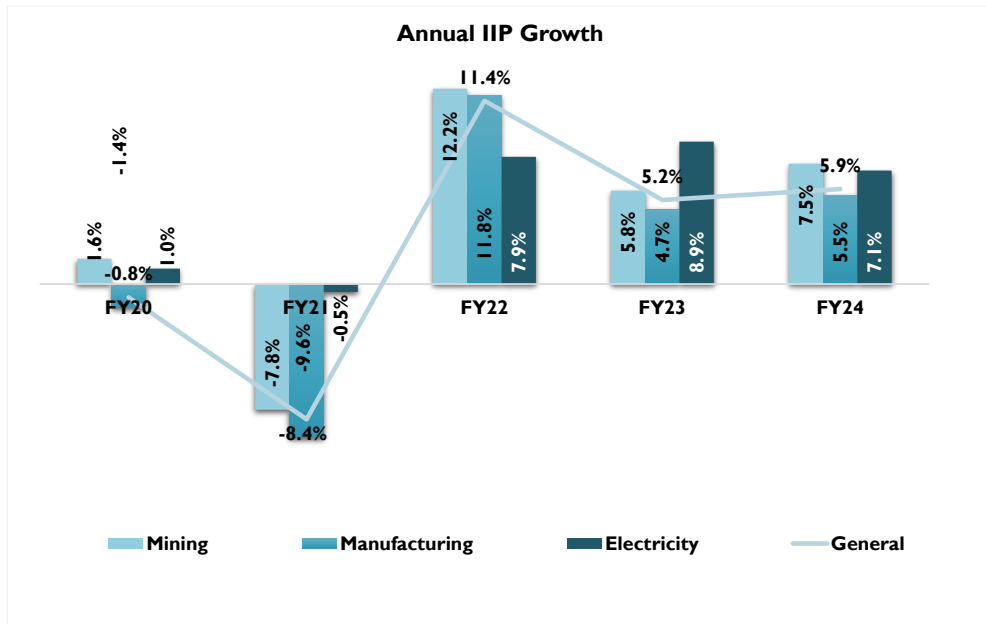 Annual IIP Growth
-1.4%
1.6%
-0.8%
1.0%
FY20
FY21
-7.8%
-9.6%
-0.5%
-8.4%
11.4%
12.2%
11.8%
7.9%
FY22
5.2%
5.8%
4.7%
8.9%
FY23
5.9%
7.5%
5.5%
7.1%
FY24
Mining
Manufacturing
Electricity
General